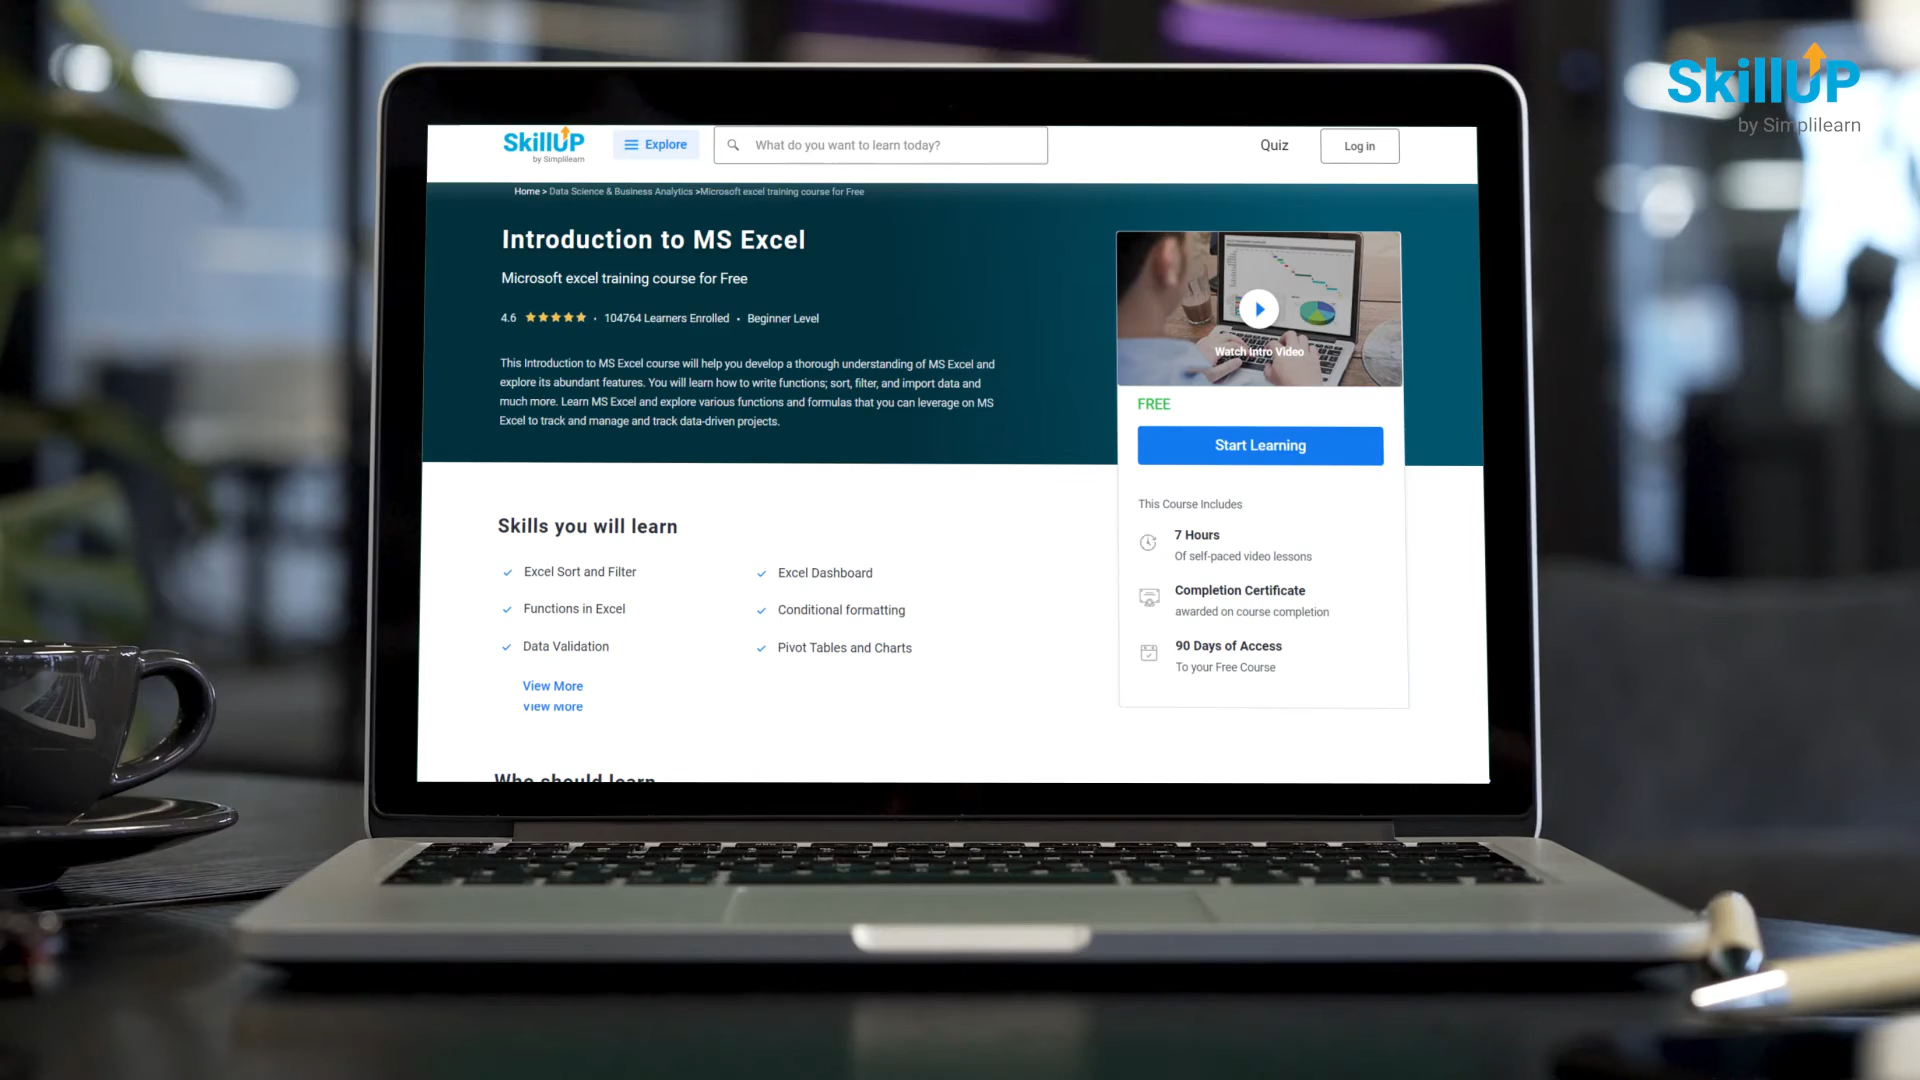 SkillUP
by Simplilearn
SkillUP
by Simplilearn
Explore
What do you want to learn today?
Quiz
Log in
Home > Data Science & Business Analytics >Microsoft excel training course for Free
Introduction to MS Excel
Microsoft excel training course for Free
4.6 ★★★★★ • 104764 Learners Enrolled • Beginner Level
This Introduction to MS Excel course will help you develop a thorough understanding of MS Excel and
explore its abundant features. You will learn how to write functions; sort, filter, and import data and
much more. Learn MS Excel and explore various functions and formulas that you can leverage on MS
Excel to track and manage and track data-driven projects.
Watch Intro Video
FREE
Start Learning
This Course Includes
7 Hours
Of self-paced video lessons
Completion Certificate
awarded on course completion
90 Days of Access
To your Free Course
Skills you will learn
Excel Sort and Filter
Excel Dashboard
Functions in Excel
Conditional formatting
Data Validation
Pivot Tables and Charts
View More
View More
Who should learn